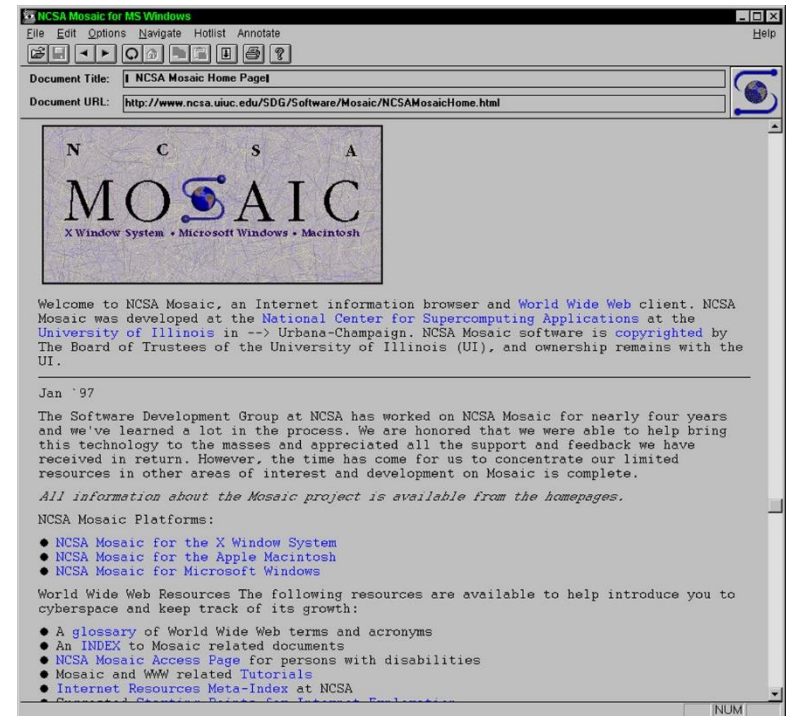 NCSA Mosaic for MS Windows
File Edit Options Navigate Hotlist Annotate Help
Document Title: NCSA Mosaic Home Page
Document URL: http://www.ncsa.uiuc.edu/SDG/Software/Mosaic/NCSAMosaicHome.html
N C S A
MOSAIC
X Window System • Microsoft Windows • Macintosh
Welcome to NCSA Mosaic, an Internet information browser and World Wide Web client. NCSA
Mosaic was developed at the National Center for Supercomputing Applications at the
University of Illinois in --> Urbana-Champaign. NCSA Mosaic software is copyrighted by
The Board of Trustees of the University of Illinois (UI), and ownership remains with the
UI.
Jan `97
The Software Development Group at NCSA has worked on NCSA Mosaic for nearly four years
and we've learned a lot in the process. We are honored that we were able to help bring
this technology to the masses and appreciated all the support and feedback we have
received in return. However, the time has come for us to concentrate our limited
resources in other areas of interest and development on Mosaic is complete.
All information about the Mosaic project is available from the homepages.
NCSA Mosaic Platforms:
● NCSA Mosaic for the X Window System
● NCSA Mosaic for the Apple Macintosh
● NCSA Mosaic for Microsoft Windows
World Wide Web Resources The following resources are available to help introduce you to
cyberspace and keep track of its growth:
● A glossary of World Wide Web terms and acronyms
● An INDEX to Mosaic related documents
● NCSA Mosaic Access Page for persons with disabilities
● Mosaic and WWW related Tutorials
● Internet Resources Meta-Index at NCSA
● Suggested Starting Points for Internet Exploration
NUM